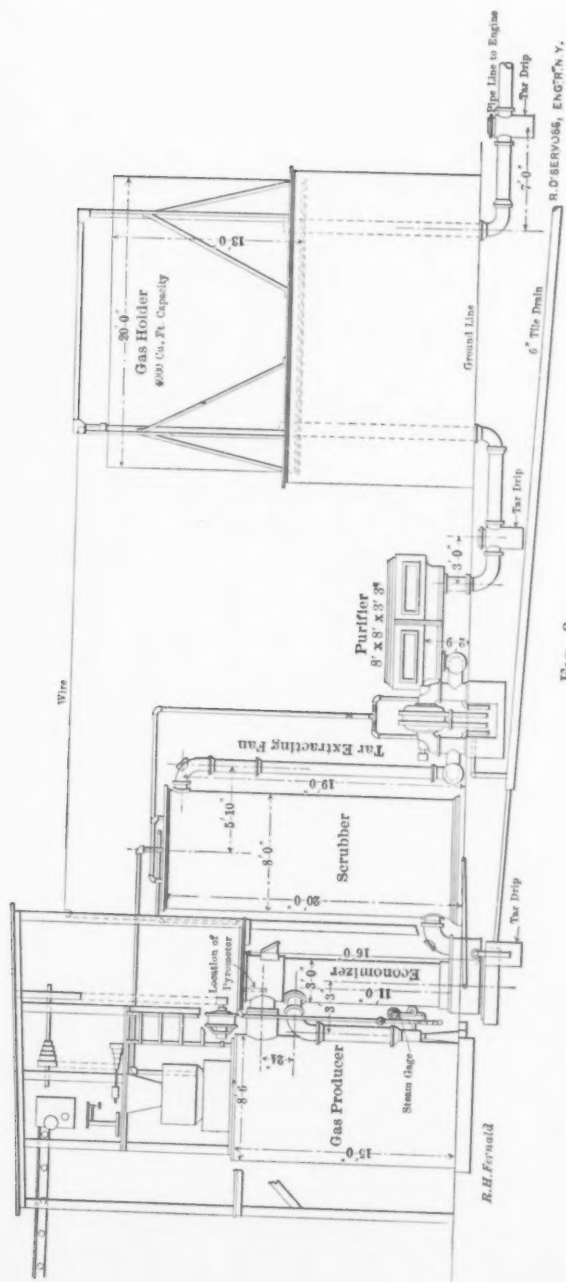 Wire
Location of
Pyrometer
Gas Producer
15'0"
8'6"
24"
3'3"
3'-0"
Steam Gage
Economizer
11'0"
16'0"
Tar Drip
Scrubber
20'0"
8'-0"
5'10"
19'0"
Tar Extracting Fan
Purifier
8' x 8' x 3' 3"
3'0"
Tar Drip
Gas Holder
4000 Cu. Ft. Capacity
20'-0"
13'0"
Ground Line
6" Tile Drain
7'-0"
Pipe Line to Engine
Tar Drip
R.H. Fernald
R.D'SERVOSS, ENG'R. N.Y.